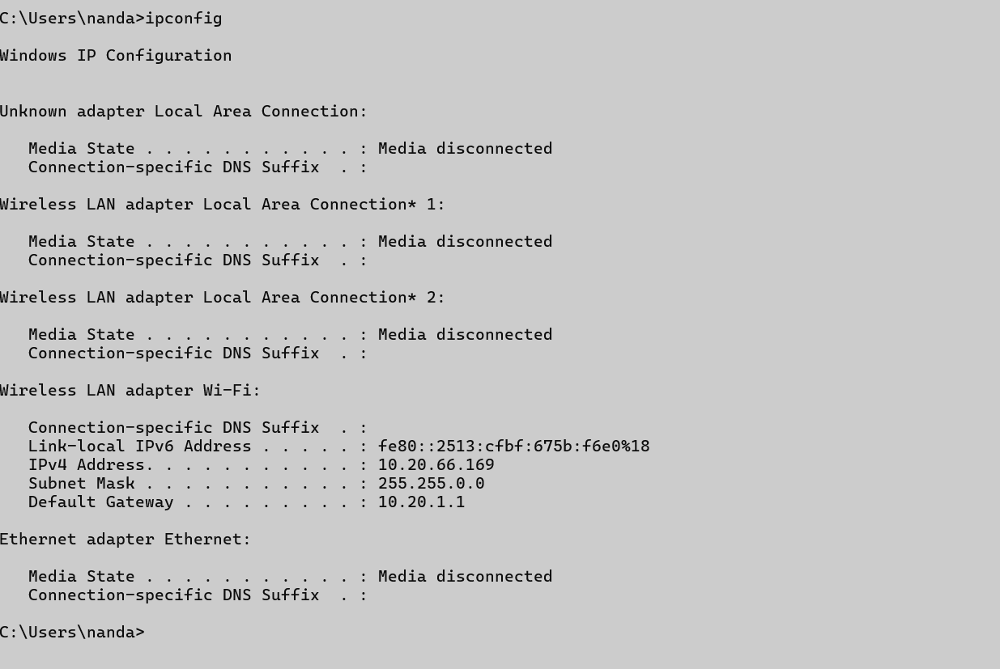 C:\Users\nanda>ipconfig
Windows IP Configuration
Unknown adapter Local Area Connection:
   Media State . . . . . . . . . . . : Media disconnected
   Connection-specific DNS Suffix  . :
Wireless LAN adapter Local Area Connection* 1:
   Media State . . . . . . . . . . . : Media disconnected
   Connection-specific DNS Suffix  . :
Wireless LAN adapter Local Area Connection* 2:
   Media State . . . . . . . . . . . : Media disconnected
   Connection-specific DNS Suffix  . :
Wireless LAN adapter Wi-Fi:
   Connection-specific DNS Suffix  . :
   Link-local IPv6 Address . . . . . : fe80::2513:cfbf:675b:f6e0%18
   IPv4 Address. . . . . . . . . . . : 10.20.66.169
   Subnet Mask . . . . . . . . . . . : 255.255.0.0
   Default Gateway . . . . . . . . . : 10.20.1.1
Ethernet adapter Ethernet:
   Media State . . . . . . . . . . . : Media disconnected
   Connection-specific DNS Suffix  . :
C:\Users\nanda>